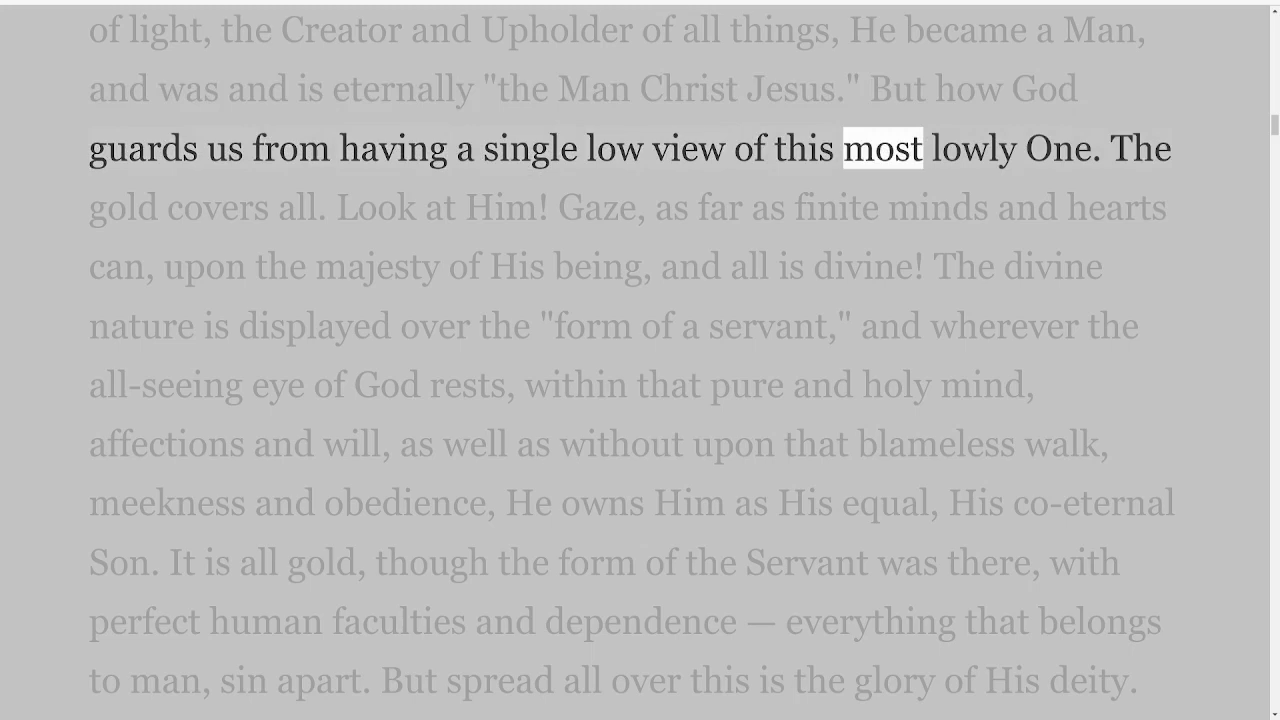 of light, the Creator and Upholder of all things, He became a Man,
and was and is eternally "the Man Christ Jesus." But how God
guards us from having a single low view of this most lowly One. The
gold covers all. Look at Him! Gaze, as far as finite minds and hearts
can, upon the majesty of His being, and all is divine! The divine
nature is displayed over the "form of a servant," and wherever the
all-seeing eye of God rests, within that pure and holy mind,
affections and will, as well as without upon that blameless walk,
meekness and obedience, He owns Him as His equal, His co-eternal
Son. It is all gold, though the form of the Servant was there, with
perfect human faculties and dependence — everything that belongs
to man, sin apart. But spread all over this is the glory of His deity.